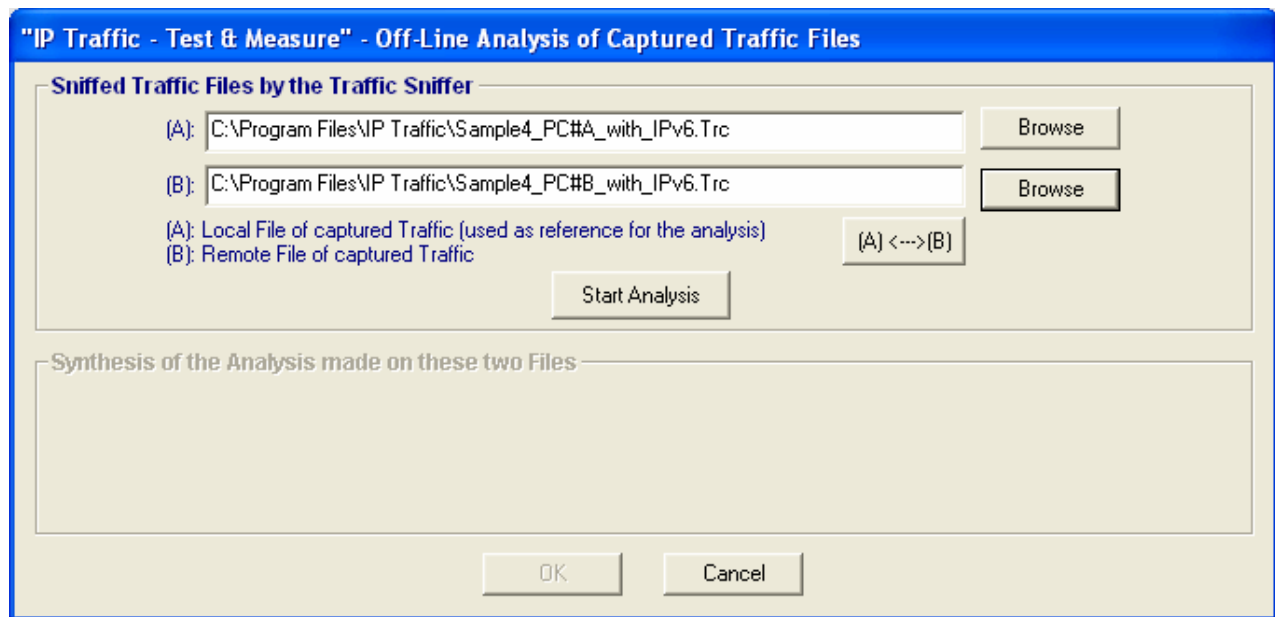 "IP Traffic - Test & Measure" - Off-Line Analysis of Captured Traffic Files
Sniffed Traffic Files by the Traffic Sniffer
(A): C:\Program Files\IP Traffic\Sample4_PC#A_with_IPv6.Trc Browse
(B): C:\Program Files\IP Traffic\Sample4_PC#B_with_IPv6.Trc Browse
(A): Local File of captured Traffic (used as reference for the analysis)
(B): Remote File of captured Traffic
(A) <--->(B)
Start Analysis
Synthesis of the Analysis made on these two Files
OK Cancel